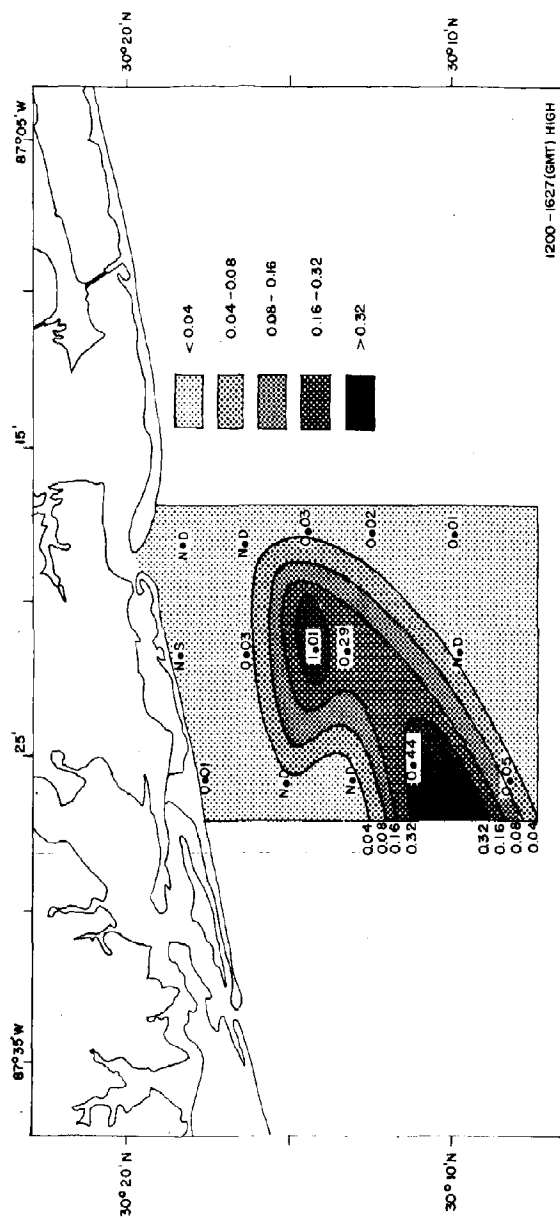 87°35'W
25'
15'
87°05'W
30°20'N
30°20'N
30°10'N
30°10'N
< 0.04
0.04-0.08
0.08-0.16
0.16-0.32
> 0.32
N•S
N•D
0•01
0•03
N•D
N•D
1•01
0•03
N•D
0•29
0•02
0•44
0•05
N•D
0•01
0.04
0.08
0.16
0.32
0.32
0.16
0.08
0.04
1200-1627(GMT) HIGH